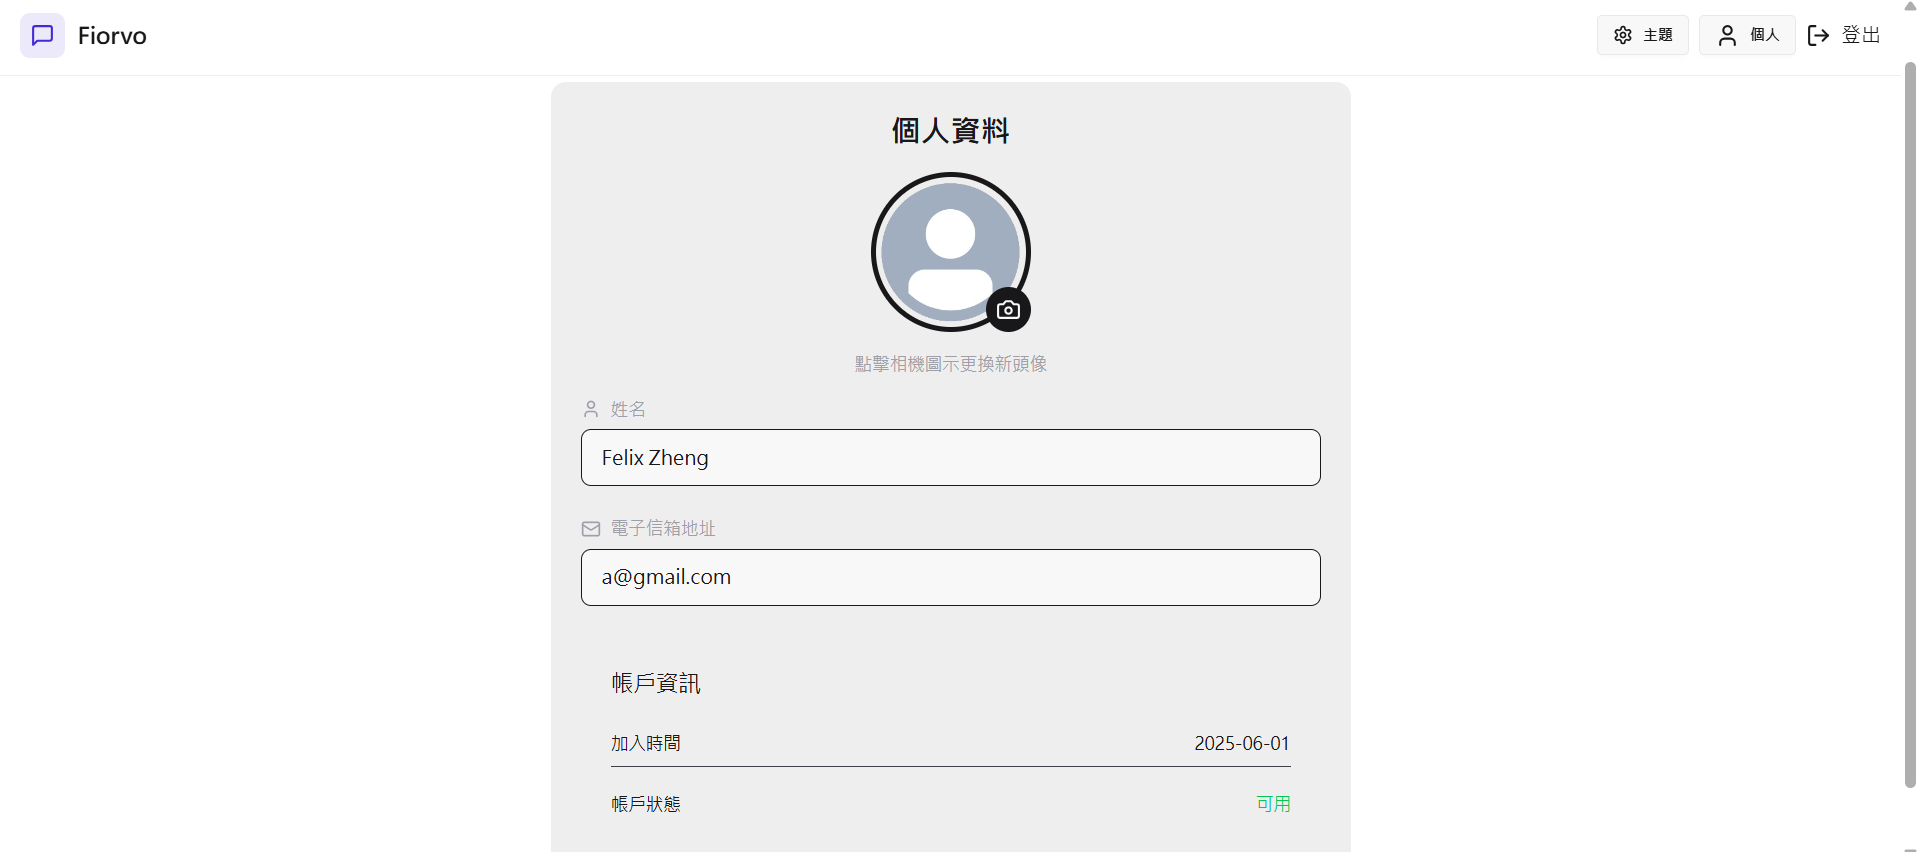 Fiorvo
主題
個人
登出
個人資料
點擊相機圖示更換新頭像
姓名
Felix Zheng
電子信箱地址
a@gmail.com
帳戶資訊
加入時間
2025-06-01
帳戶狀態
可用